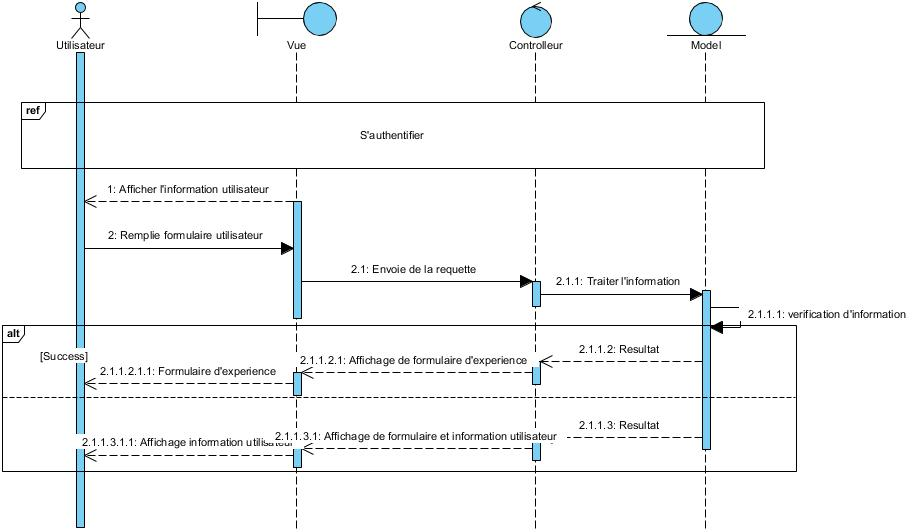 Utilisateur
Vue
Controlleur
Model
ref
S'authentifier
1: Afficher l'information utilisateur
2: Remplie formulaire utilisateur
2.1: Envoie de la requette
2.1.1: Traiter l'information
2.1.1.1: verification d'information
alt
[Success]
2.1.1.2: Resultat
2.1.1.2.1: Affichage de formulaire d'experience
2.1.1.2.1.1: Formulaire d'experience
2.1.1.3: Resultat
2.1.1.3.1: Affichage de formulaire et information utilisateur
2.1.1.3.1.1: Affichage information utilisateur